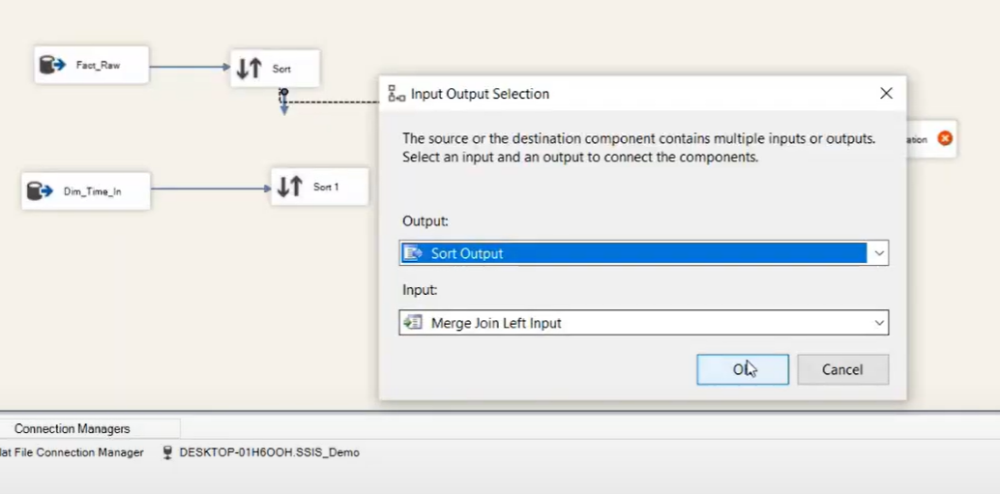 Fact_Raw
Sort
Input Output Selection
The source or the destination component contains multiple inputs or outputs.
Select an input and an output to connect the components.
ation
Dim_Time_In
Sort 1
Output:
Sort Output
Input:
Merge Join Left Input
Cancel
Connection Managers
lat File Connection Manager
DESKTOP-01H6OOH.SSIS_Demo